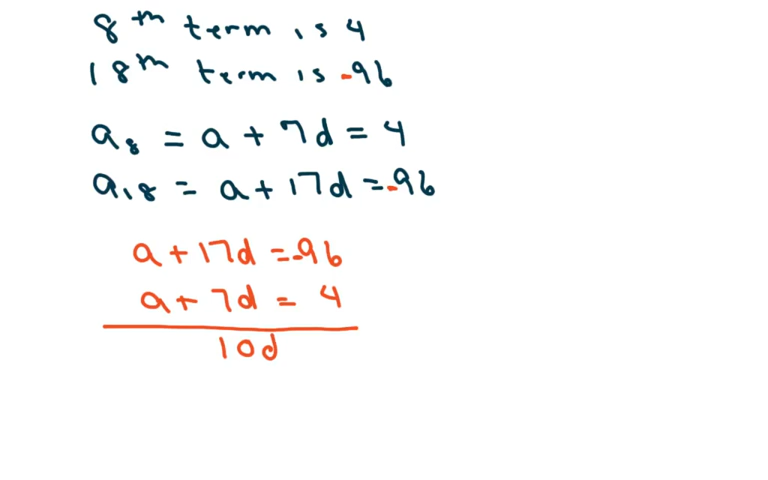 8th term is 4
18th term is -96
a8 = a + 7d = 4
a18 = a + 17d = -96
a + 17d = -96
a + 7d = 4
10d